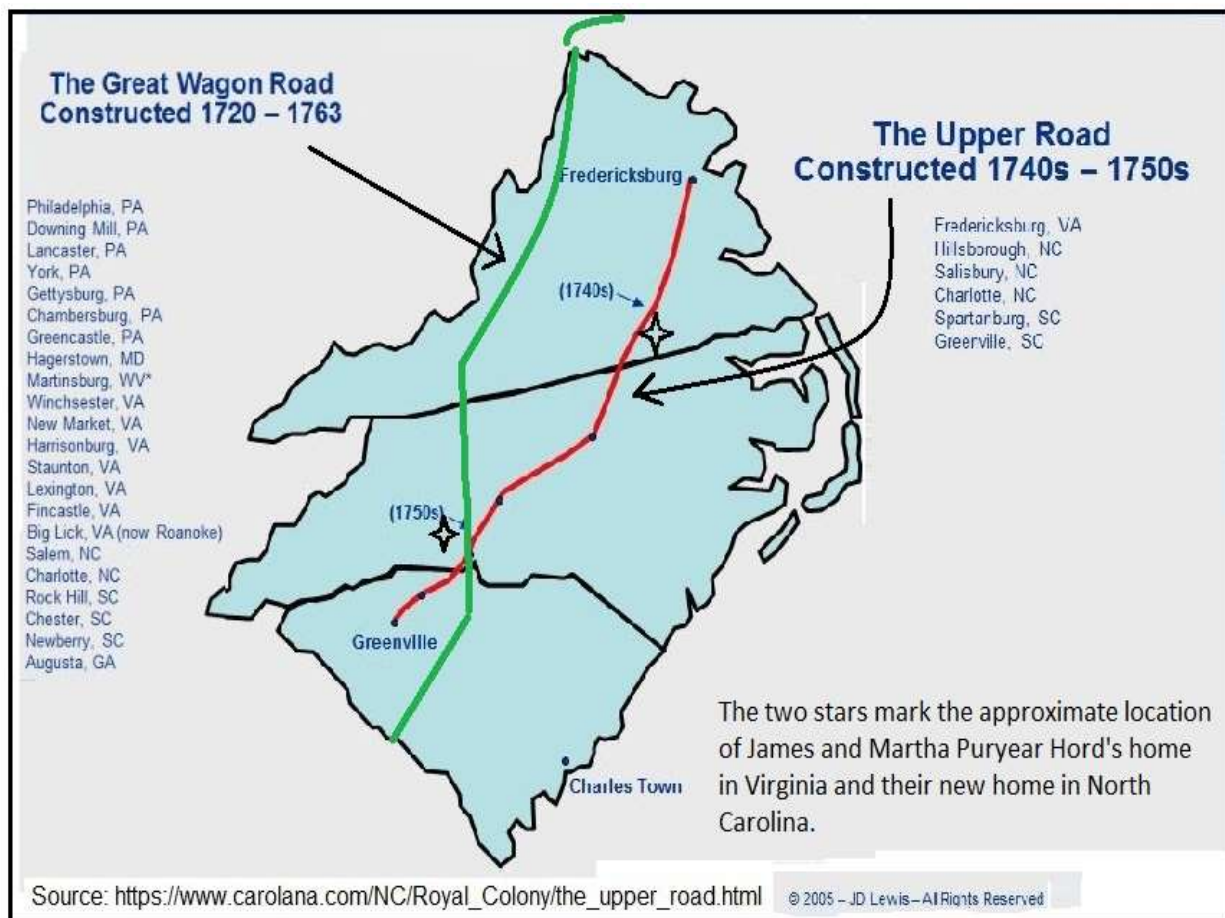 The Great Wagon Road
Constructed 1720 – 1763
Philadelphia, PA
Downing Mill, PA
Lancaster, PA
York, PA
Gettysburg, PA
Chambersburg, PA
Greencastle, PA
Hagerstown, MD
Martinsburg, WV*
Winchsester, VA
New Market, VA
Harrisonburg, VA
Staunton, VA
Lexington, VA
Fincastle, VA
Big Lick, VA (now Roanoke)
Salem, NC
Charlotte, NC
Rock Hill, SC
Chester, SC
Newberry, SC
Augusta, GA
The Upper Road
Constructed 1740s – 1750s
Fredericksburg, VA
Hillsborough, NC
Salisbury, NC
Charlotte, NC
Spartanburg, SC
Greenville, SC
Fredericksburg
(1740s)
(1750s)
Greenville
Charles Town
The two stars mark the approximate location
of James and Martha Puryear Hord's home
in Virginia and their new home in North
Carolina.
Source: https://www.carolana.com/NC/Royal_Colony/the_upper_road.html
© 2005 – JD Lewis – All Rights Reserved